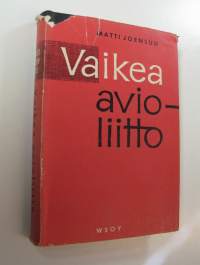 MATTI JOENSUU
Vaikea
avio-
liitto
WSOY